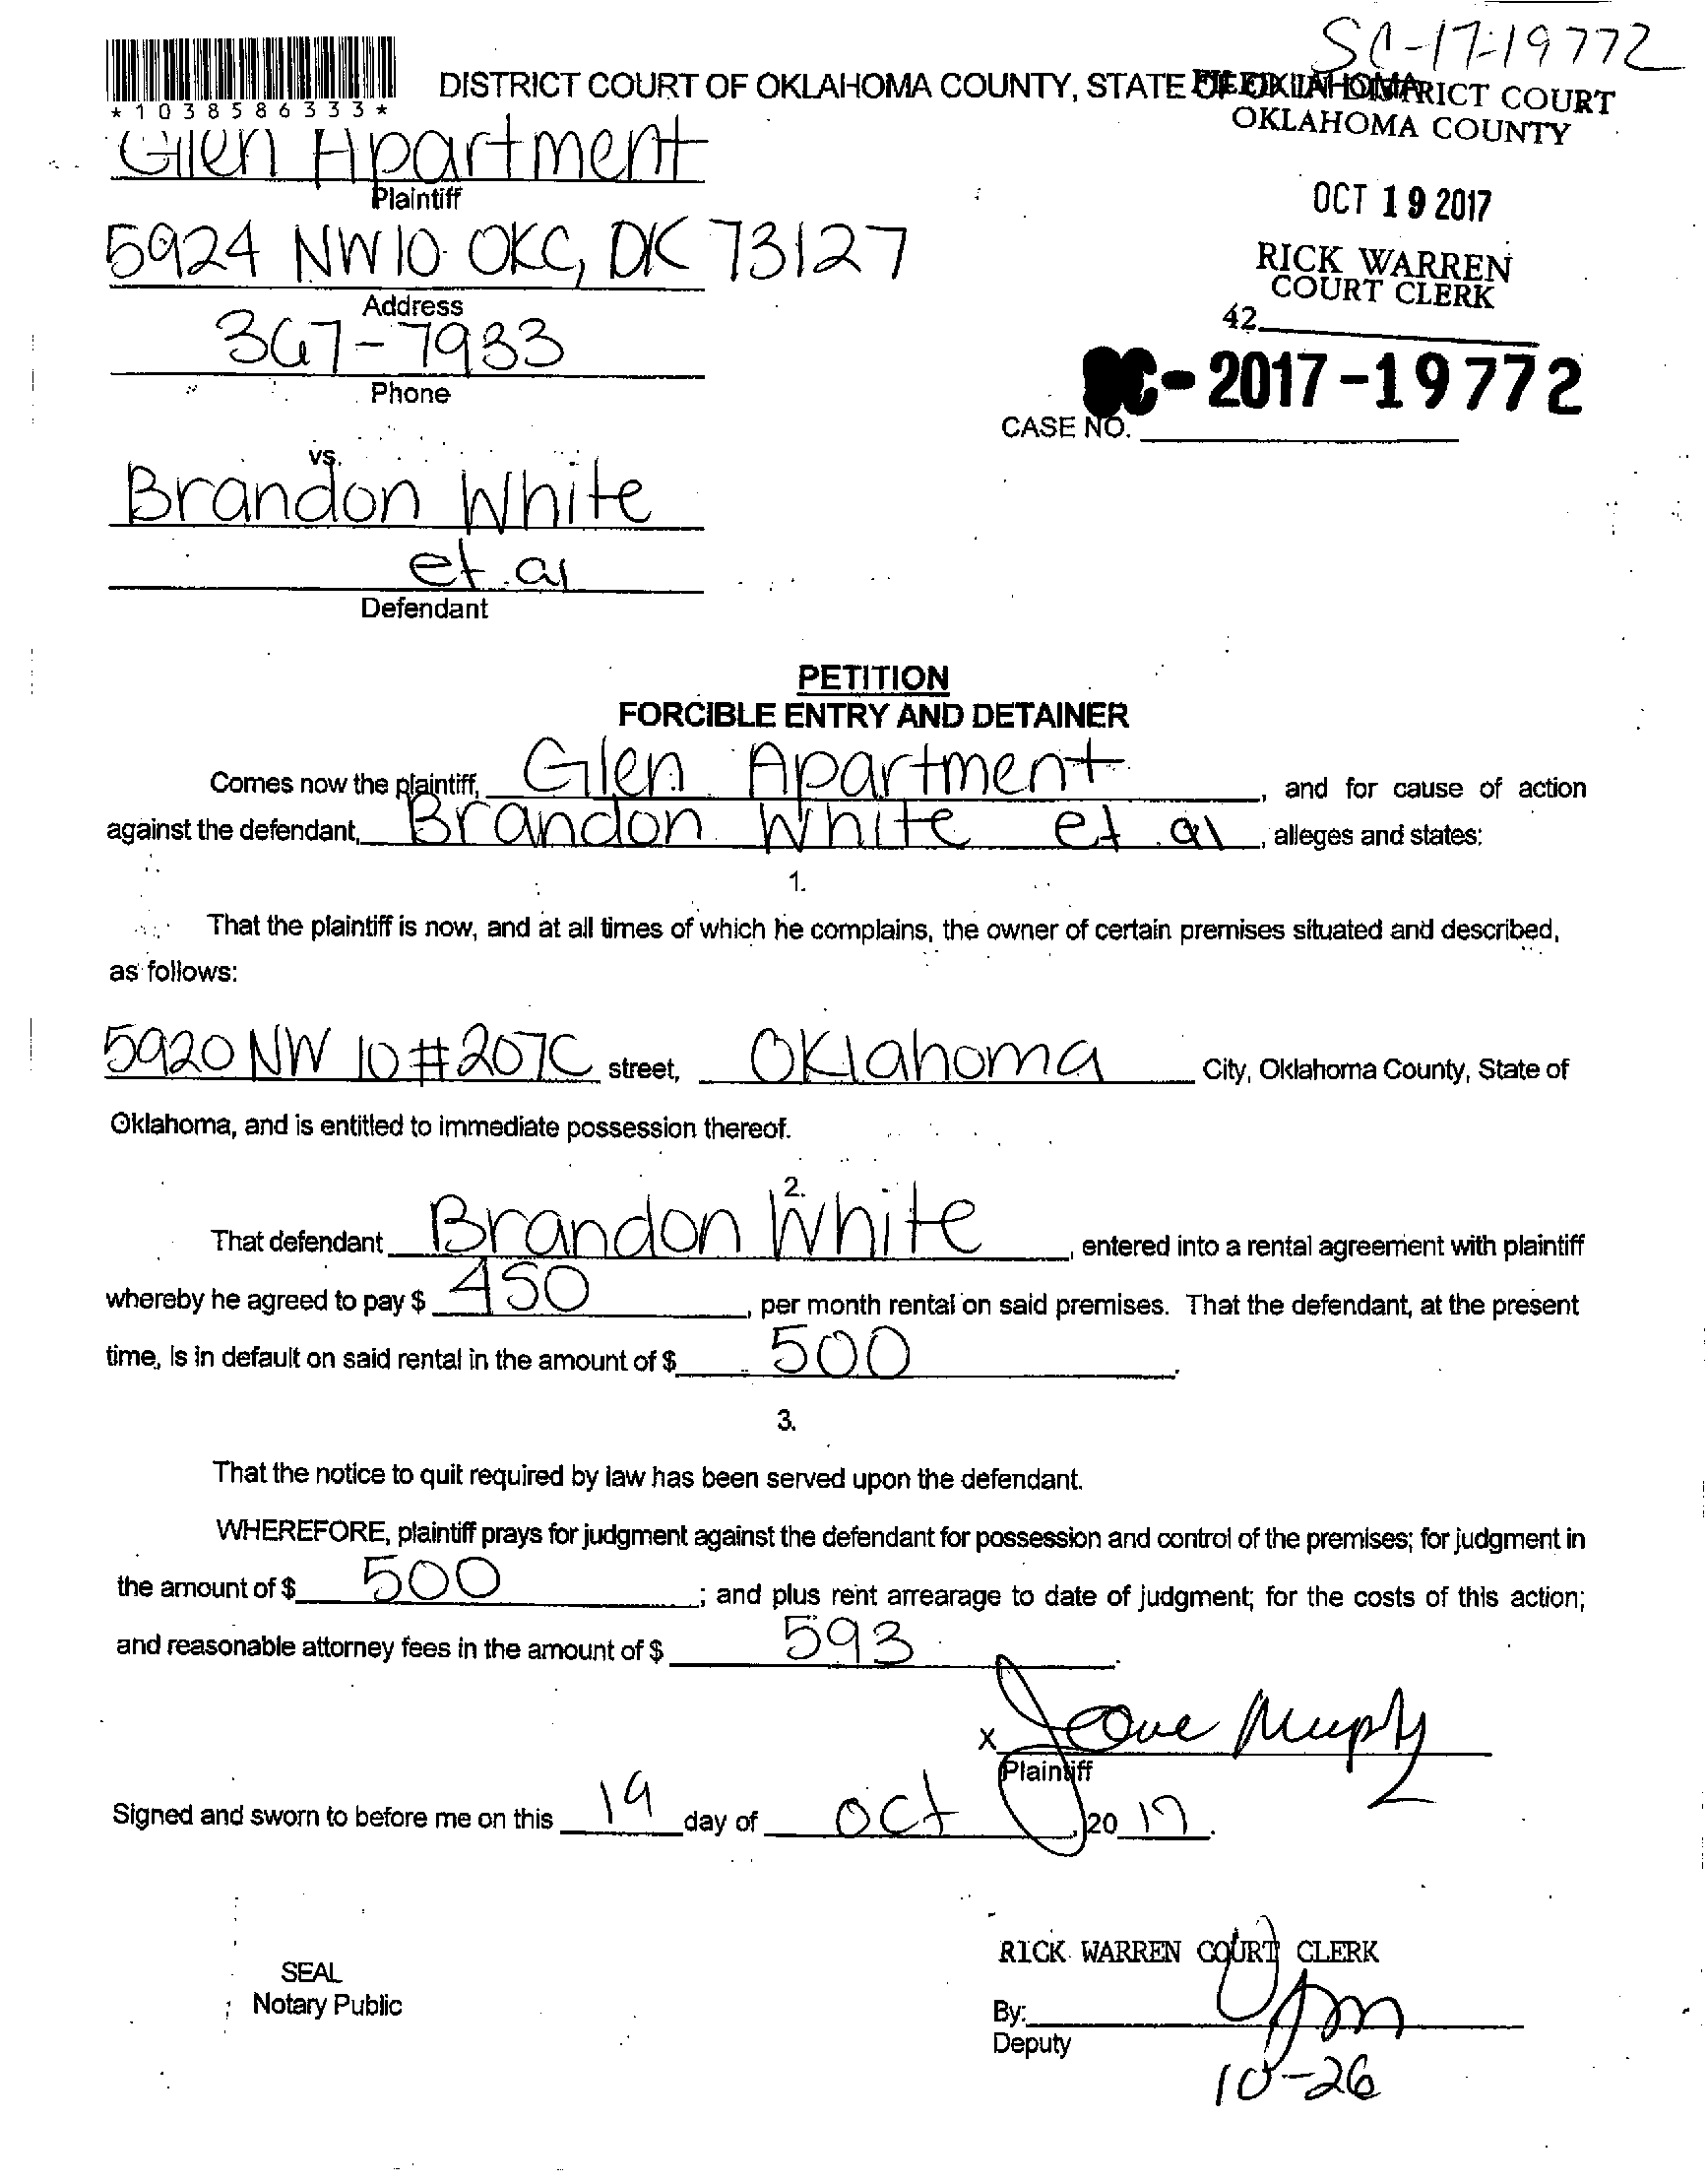 SC-17-19772
*1038586333*
DISTRICT COURT OF OKLAHOMA COUNTY, STATE OF OKLAHOMA
FILED IN DISTRICT COURT
OKLAHOMA COUNTY
Glen Apartment
Plaintiff
OCT 19 2017
5924 NW 10 OKC, OK 73127
RICK WARREN
COURT CLERK
Address
42
367-7933
Phone
SC-2017-19772
CASE NO.
vs.
Brandon White
et al
Defendant
PETITION
FORCIBLE ENTRY AND DETAINER
Comes now the plaintiff, Glen Apartment, and for cause of action
against the defendant, Brandon White et al, alleges and states:
1.
That the plaintiff is now, and at all times of which he complains, the owner of certain premises situated and described,
as follows:
5920 NW 10 #207C street, Oklahoma City, Oklahoma County, State of
Oklahoma, and is entitled to immediate possession thereof.
2.
That defendant Brandon White, entered into a rental agreement with plaintiff
whereby he agreed to pay $ 450, per month rental on said premises. That the defendant, at the present
time, is in default on said rental in the amount of $ 500.
3.
That the notice to quit required by law has been served upon the defendant.
WHEREFORE, plaintiff prays for judgment against the defendant for possession and control of the premises; for judgment in
the amount of $ 500; and plus rent arrearage to date of judgment; for the costs of this action;
and reasonable attorney fees in the amount of $ 593.
X Murphy
Plaintiff
Signed and sworn to before me on this 19 day of Oct, 20 17.
RICK WARREN COURT CLERK
SEAL
Notary Public
By:
Deputy
10-26